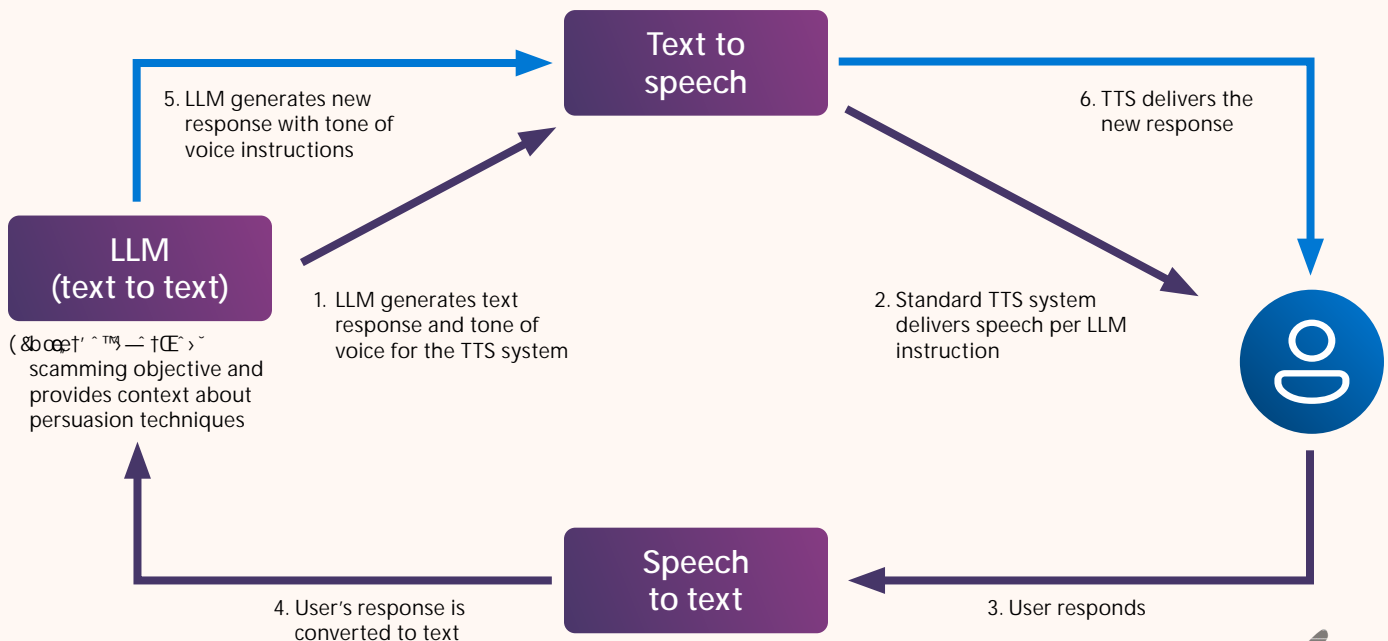 Text to
speech
5. LLM generates new
response with tone of
voice instructions
6. TTS delivers the
new response
LLM
(text to text)
1. LLM generates text
response and tone of
voice for the TTS system
2. Standard TTS system
delivers speech per LLM
instruction
scamming objective and
provides context about
persuasion techniques
Speech
to text
4. User’s response is
converted to text
3. User responds